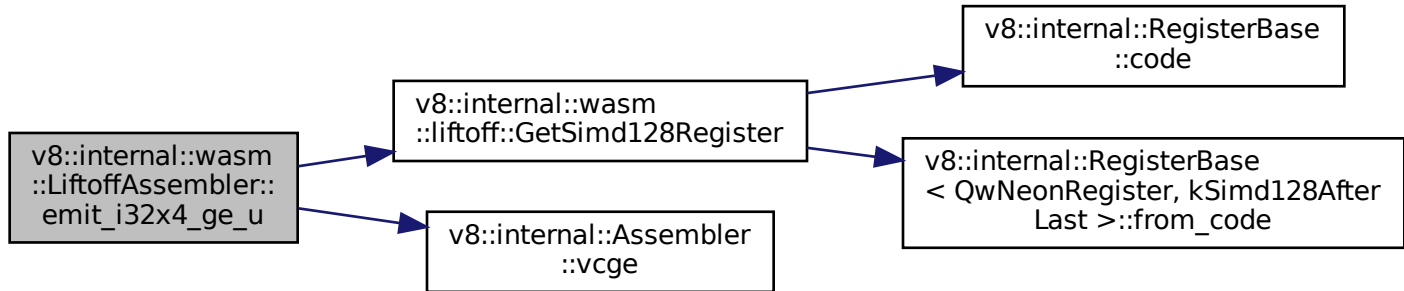 v8::internal::wasm
::LiftoffAssembler::
emit_i32x4_ge_u
v8::internal::wasm
::liftoff::GetSimd128Register
v8::internal::Assembler
::vcge
v8::internal::RegisterBase
::code
v8::internal::RegisterBase
< QwNeonRegister, kSimd128After
Last >::from_code